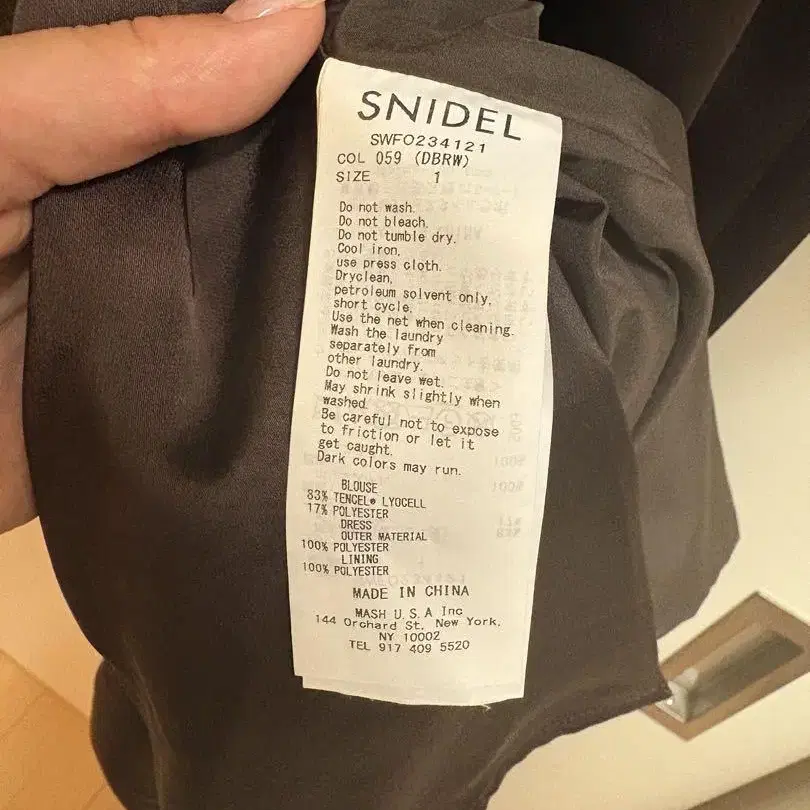 SNIDEL
SWFO234121
COL 059 (DBRW)
SIZE 1
Do not wash.
Do not bleach.
Do not tumble dry.
Cool iron,
use press cloth.
Dryclean,
petroleum solvent only,
short cycle.
Use the net when cleaning.
Wash the laundry
separately from
other laundry.
Do not leave wet.
May shrink slightly when
washed.
Be careful not to expose
to friction or let it
get caught.
Dark colors may run.
BLOUSE
83% TENCEL® LYOCELL
17% POLYESTER
DRESS
OUTER MATERIAL
100% POLYESTER
LINING
100% POLYESTER
MADE IN CHINA
MASH U.S.A Inc
144 Orchard St. New York,
NY 10002
TEL 917 409 5520